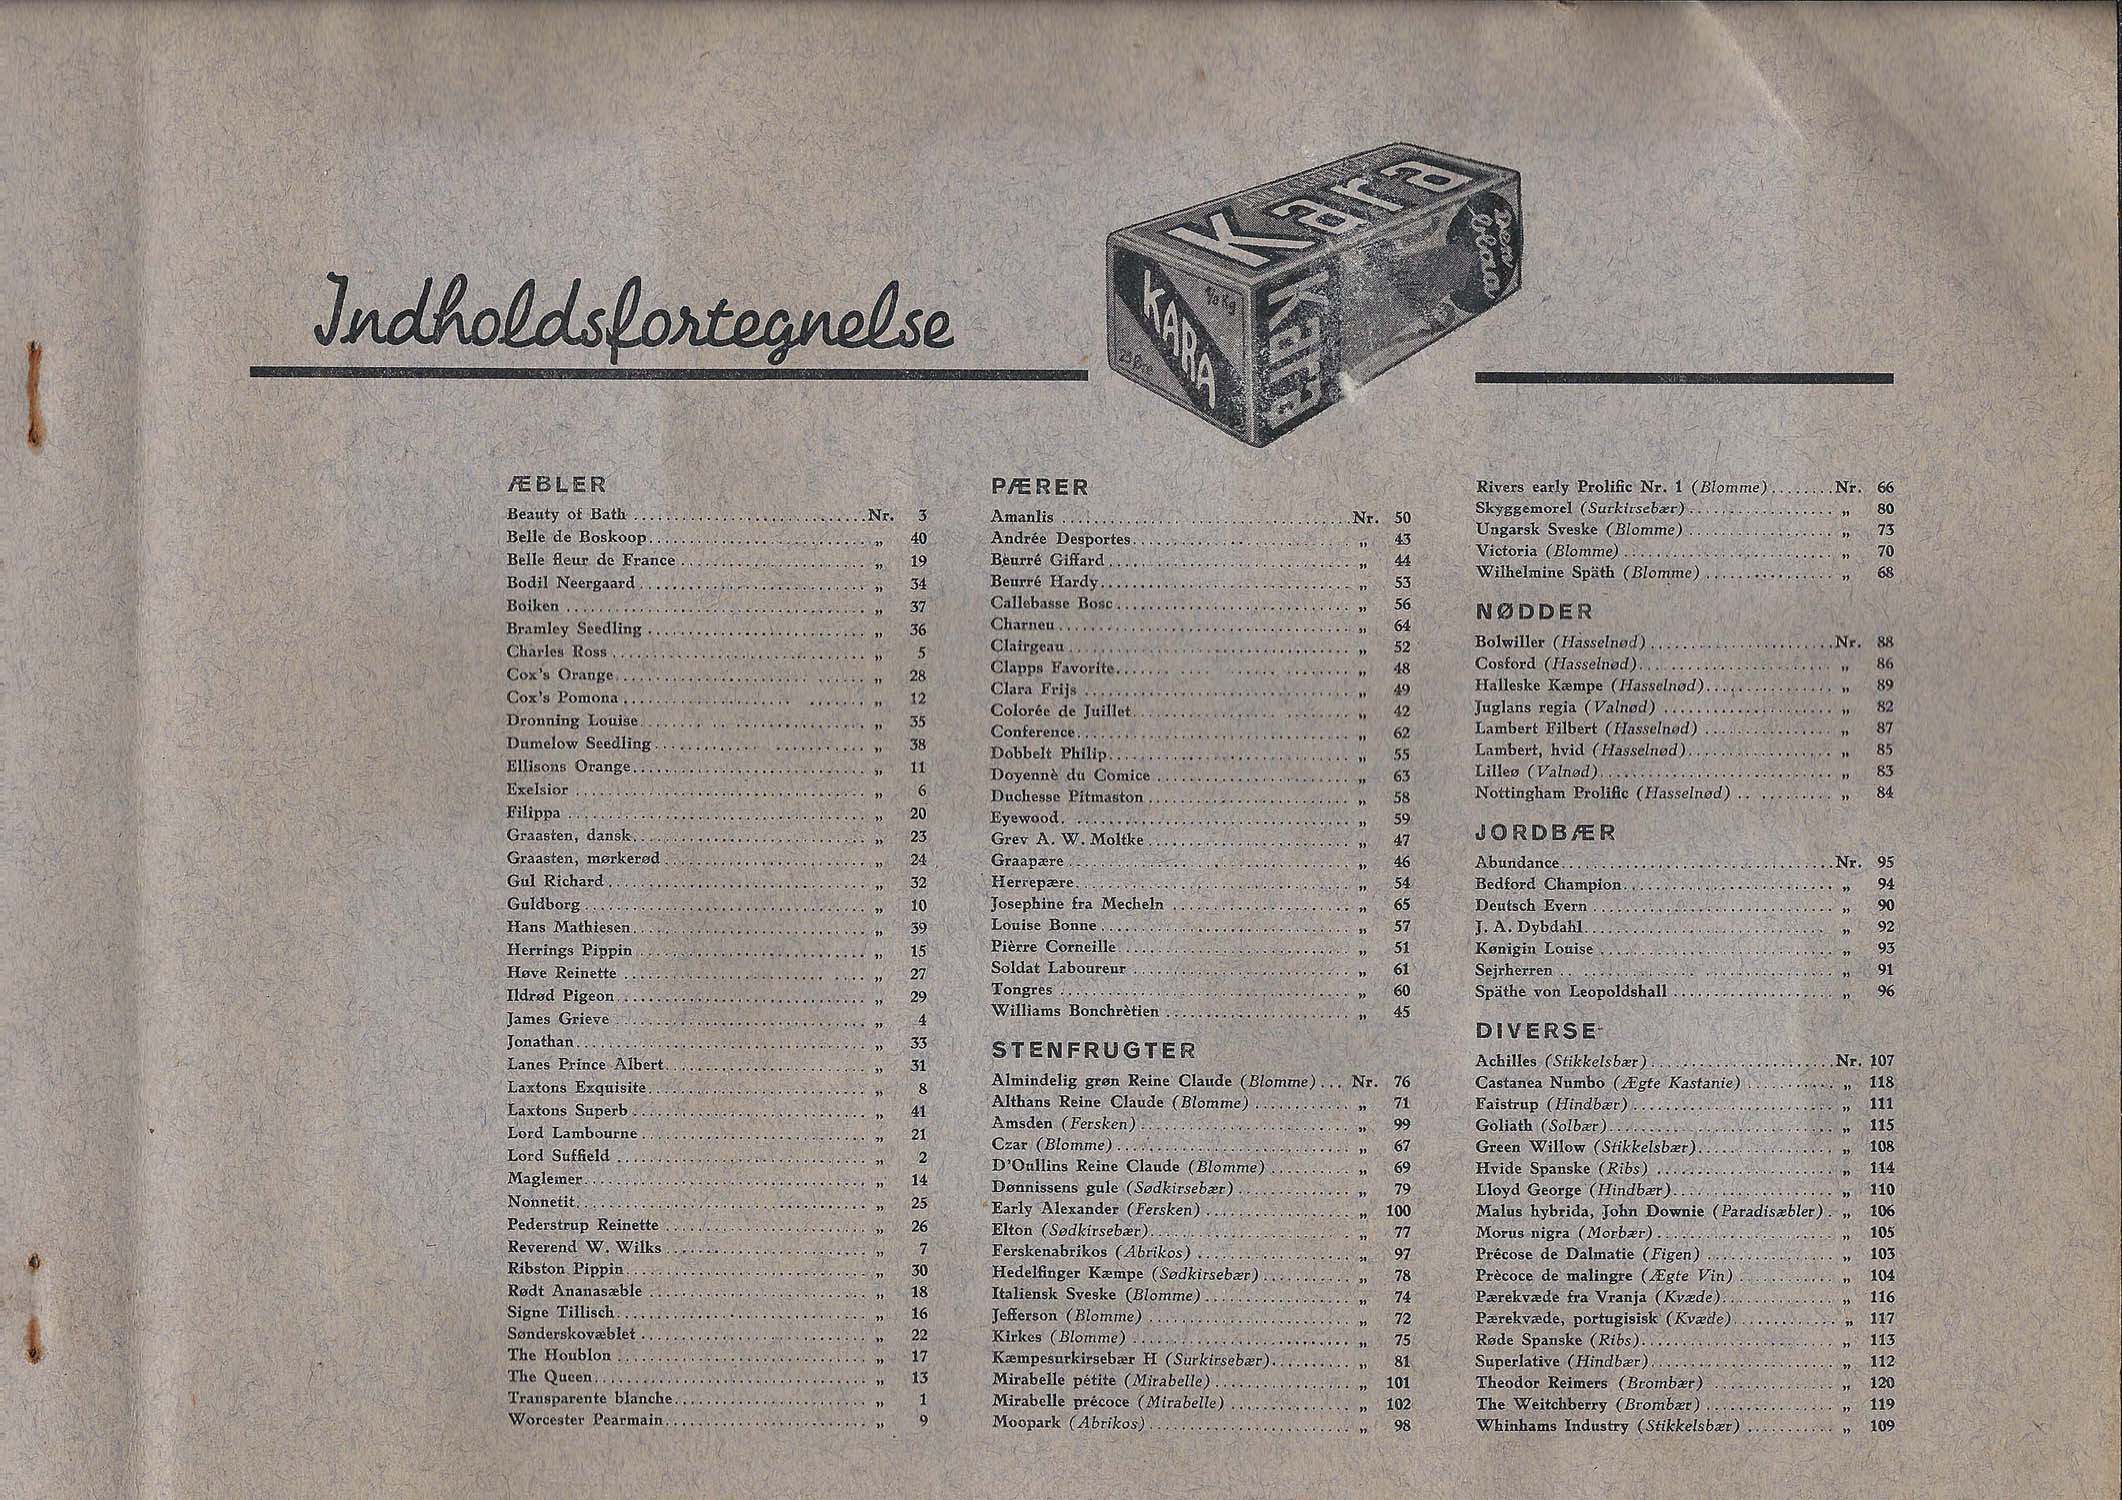 Indholdsfortegnelse
Kara
KARA
1/2 Kg
25 Øre
Kara
ÆBLER
Beauty of Bath Nr. 3
Belle de Boskoop „ 40
Belle fleur de France „ 19
Bodil Neergaard „ 34
Boiken „ 37
Bramley Seedling „ 36
Charles Ross „ 5
Cox's Orange „ 28
Cox's Pomona „ 12
Dronning Louise „ 35
Dumelow Seedling „ 38
Ellisons Orange „ 11
Exelsior „ 6
Filippa „ 20
Graasten, dansk „ 23
Graasten, mørkerød „ 24
Gul Richard „ 32
Guldborg „ 10
Hans Mathiesen „ 39
Herrings Pippin „ 15
Høve Reinette „ 27
Ildrød Pigeon „ 29
James Grieve „ 4
Jonathan „ 33
Lanes Prince Albert „ 31
Laxtons Exquisite „ 8
Laxtons Superb „ 41
Lord Lambourne „ 21
Lord Suffield „ 2
Maglemer „ 14
Nonnetit „ 25
Pederstrup Reinette „ 26
Reverend W. Wilks „ 7
Ribston Pippin „ 30
Rødt Ananasæble „ 18
Signe Tillisch „ 16
Sønderskovæblet „ 22
The Houblon „ 17
The Queen „ 13
Transparente blanche „ 1
Worcester Pearmain „ 9
PÆRER
Amanlis Nr. 50
Andrée Desportes „ 43
Beurré Giffard „ 44
Beurré Hardy „ 53
Callebasse Bosc „ 56
Charneu „ 64
Clairgeau „ 52
Clapps Favorite „ 48
Clara Frijs „ 49
Colorée de Juillet „ 42
Conference „ 62
Dobbelt Philip „ 55
Doyennè du Comice „ 63
Duchesse Pitmaston „ 58
Eyewood „ 59
Grev A. W. Moltke „ 47
Graapære „ 46
Herrepære „ 54
Josephine fra Mecheln „ 65
Louise Bonne „ 57
Pièrre Corneille „ 51
Soldat Laboureur „ 61
Tongres „ 60
Williams Bonchrètien „ 45
STENFRUGTER
Almindelig grøn Reine Claude (Blomme) Nr. 76
Althans Reine Claude (Blomme) „ 71
Amsden (Fersken) „ 99
Czar (Blomme) „ 67
D'Oullins Reine Claude (Blomme) „ 69
Dønnissens gule (Sødkirsebær) „ 79
Early Alexander (Fersken) „ 100
Elton (Sødkirsebær) „ 77
Ferskenabrikos (Abrikos) „ 97
Hedelfinger Kæmpe (Sødkirsebær) „ 78
Italiensk Sveske (Blomme) „ 74
Jefferson (Blomme) „ 72
Kirkes (Blomme) „ 75
Kæmpesurkirsebær H (Surkirsebær) „ 81
Mirabelle pétite (Mirabelle) „ 101
Mirabelle précoce (Mirabelle) „ 102
Moopark (Abrikos) „ 98
Rivers early Prolific Nr. 1 (Blomme) Nr. 66
Skyggemorel (Surkirsebær) „ 80
Ungarsk Sveske (Blomme) „ 73
Victoria (Blomme) „ 70
Wilhelmine Späth (Blomme) „ 68
NØDDER
Bolwiller (Hasselnød) Nr. 88
Cosford (Hasselnød) „ 86
Halleske Kæmpe (Hasselnød) „ 89
Juglans regia (Valnød) „ 82
Lambert Filbert (Hasselnød) „ 87
Lambert, hvid (Hasselnød) „ 85
Lilleø (Valnød) „ 83
Nottingham Prolific (Hasselnød) „ 84
JORDBÆR
Abundance Nr. 95
Bedford Champion „ 94
Deutsch Evern „ 90
J. A. Dybdahl „ 92
Kønigin Louise „ 93
Sejrherren „ 91
Späthe von Leopoldshall „ 96
DIVERSE
Achilles (Stikkelsbær) Nr. 107
Castanea Numbo (Ægte Kastanie) „ 118
Faistrup (Hindbær) „ 111
Goliath (Solbær) „ 115
Green Willow (Stikkelsbær) „ 108
Hvide Spanske (Ribs) „ 114
Lloyd George (Hindbær) „ 110
Malus hybrida, John Downie (Paradisæbler) „ 106
Morus nigra (Morbær) „ 105
Précose de Dalmatie (Figen) „ 103
Prècoce de malingre (Ægte Vin) „ 104
Pærekvæde fra Vranja (Kvæde) „ 116
Pærekvæde, portugisisk (Kvæde) „ 117
Røde Spanske (Ribs) „ 113
Superlative (Hindbær) „ 112
Theodor Reimers (Brombær) „ 120
The Weitchberry (Brombær) „ 119
Whinhams Industry (Stikkelsbær) „ 109